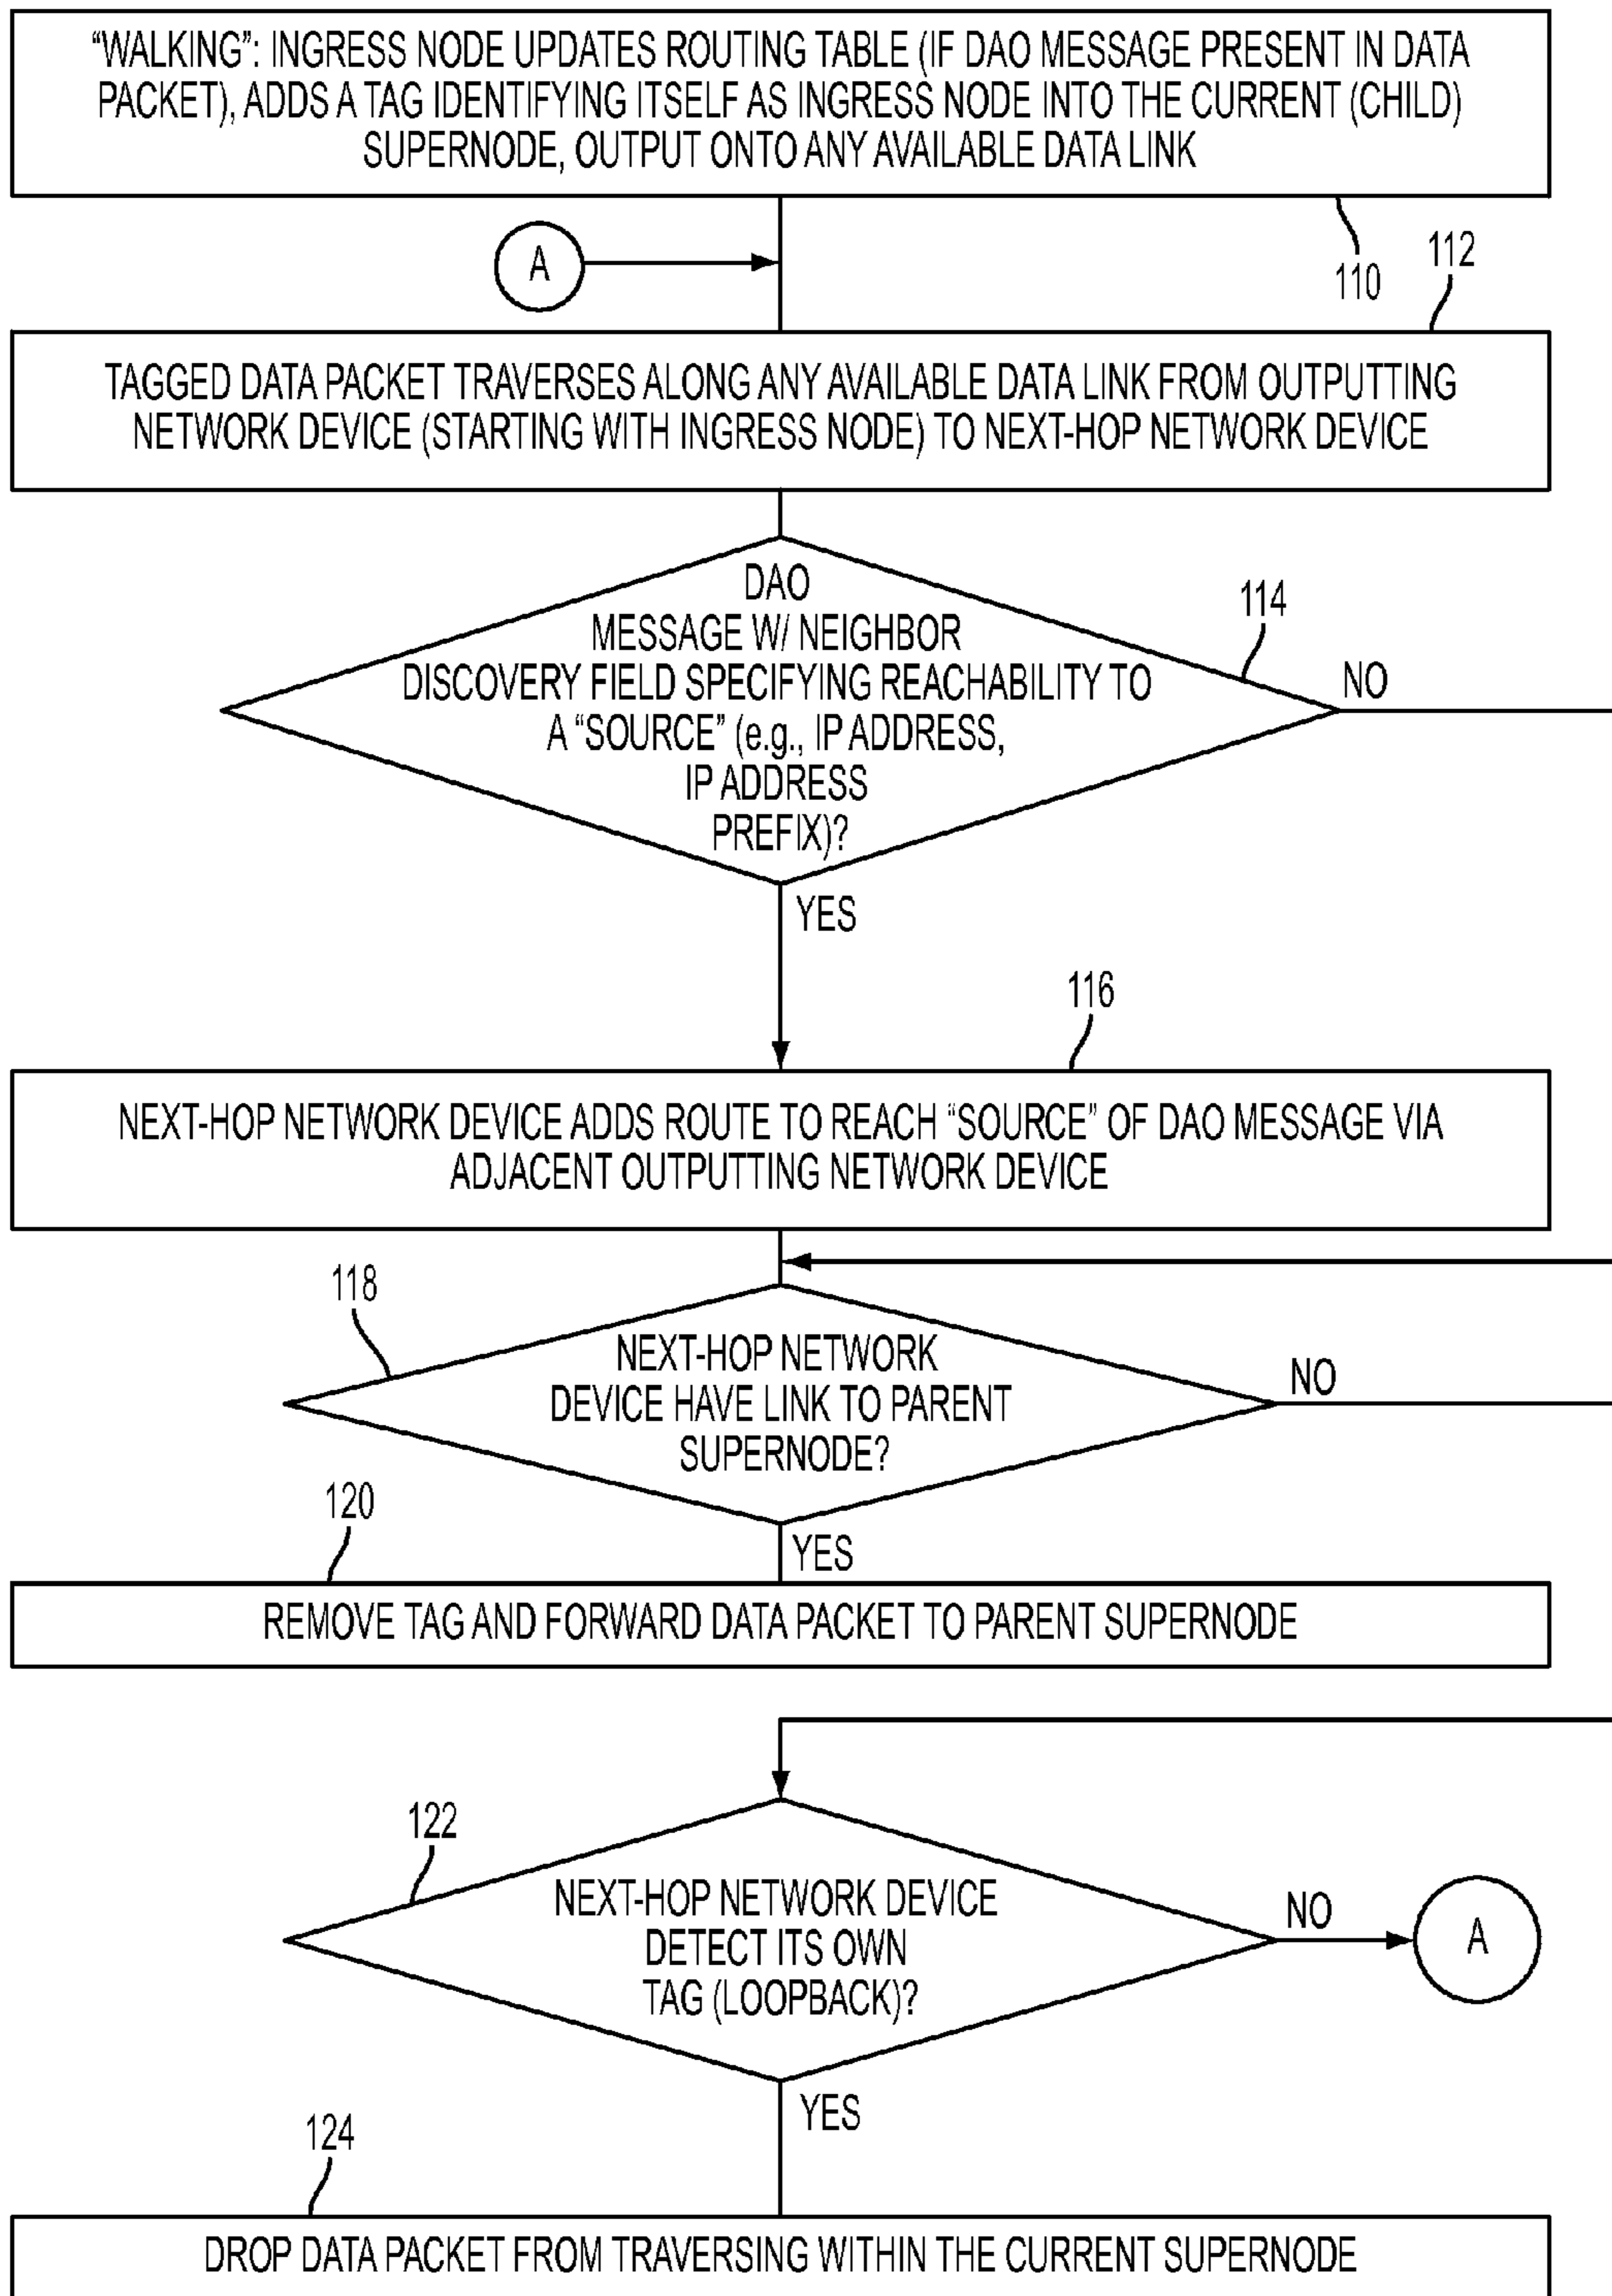 “WALKING”: INGRESS NODE UPDATES ROUTING TABLE (IF DAO MESSAGE PRESENT IN DATA
PACKET), ADDS A TAG IDENTIFYING ITSELF AS INGRESS NODE INTO THE CURRENT (CHILD)
SUPERNODE, OUTPUT ONTO ANY AVAILABLE DATA LINK
110
A
112
TAGGED DATA PACKET TRAVERSES ALONG ANY AVAILABLE DATA LINK FROM OUTPUTTING
NETWORK DEVICE (STARTING WITH INGRESS NODE) TO NEXT-HOP NETWORK DEVICE
DAO
MESSAGE W/ NEIGHBOR
DISCOVERY FIELD SPECIFYING REACHABILITY TO
A “SOURCE” (e.g., IP ADDRESS,
IP ADDRESS
PREFIX)?
114
NO
YES
116
NEXT-HOP NETWORK DEVICE ADDS ROUTE TO REACH “SOURCE” OF DAO MESSAGE VIA
ADJACENT OUTPUTTING NETWORK DEVICE
118
NEXT-HOP NETWORK
DEVICE HAVE LINK TO PARENT
SUPERNODE?
NO
YES
120
REMOVE TAG AND FORWARD DATA PACKET TO PARENT SUPERNODE
122
NEXT-HOP NETWORK DEVICE
DETECT ITS OWN
TAG (LOOPBACK)?
NO
A
YES
124
DROP DATA PACKET FROM TRAVERSING WITHIN THE CURRENT SUPERNODE